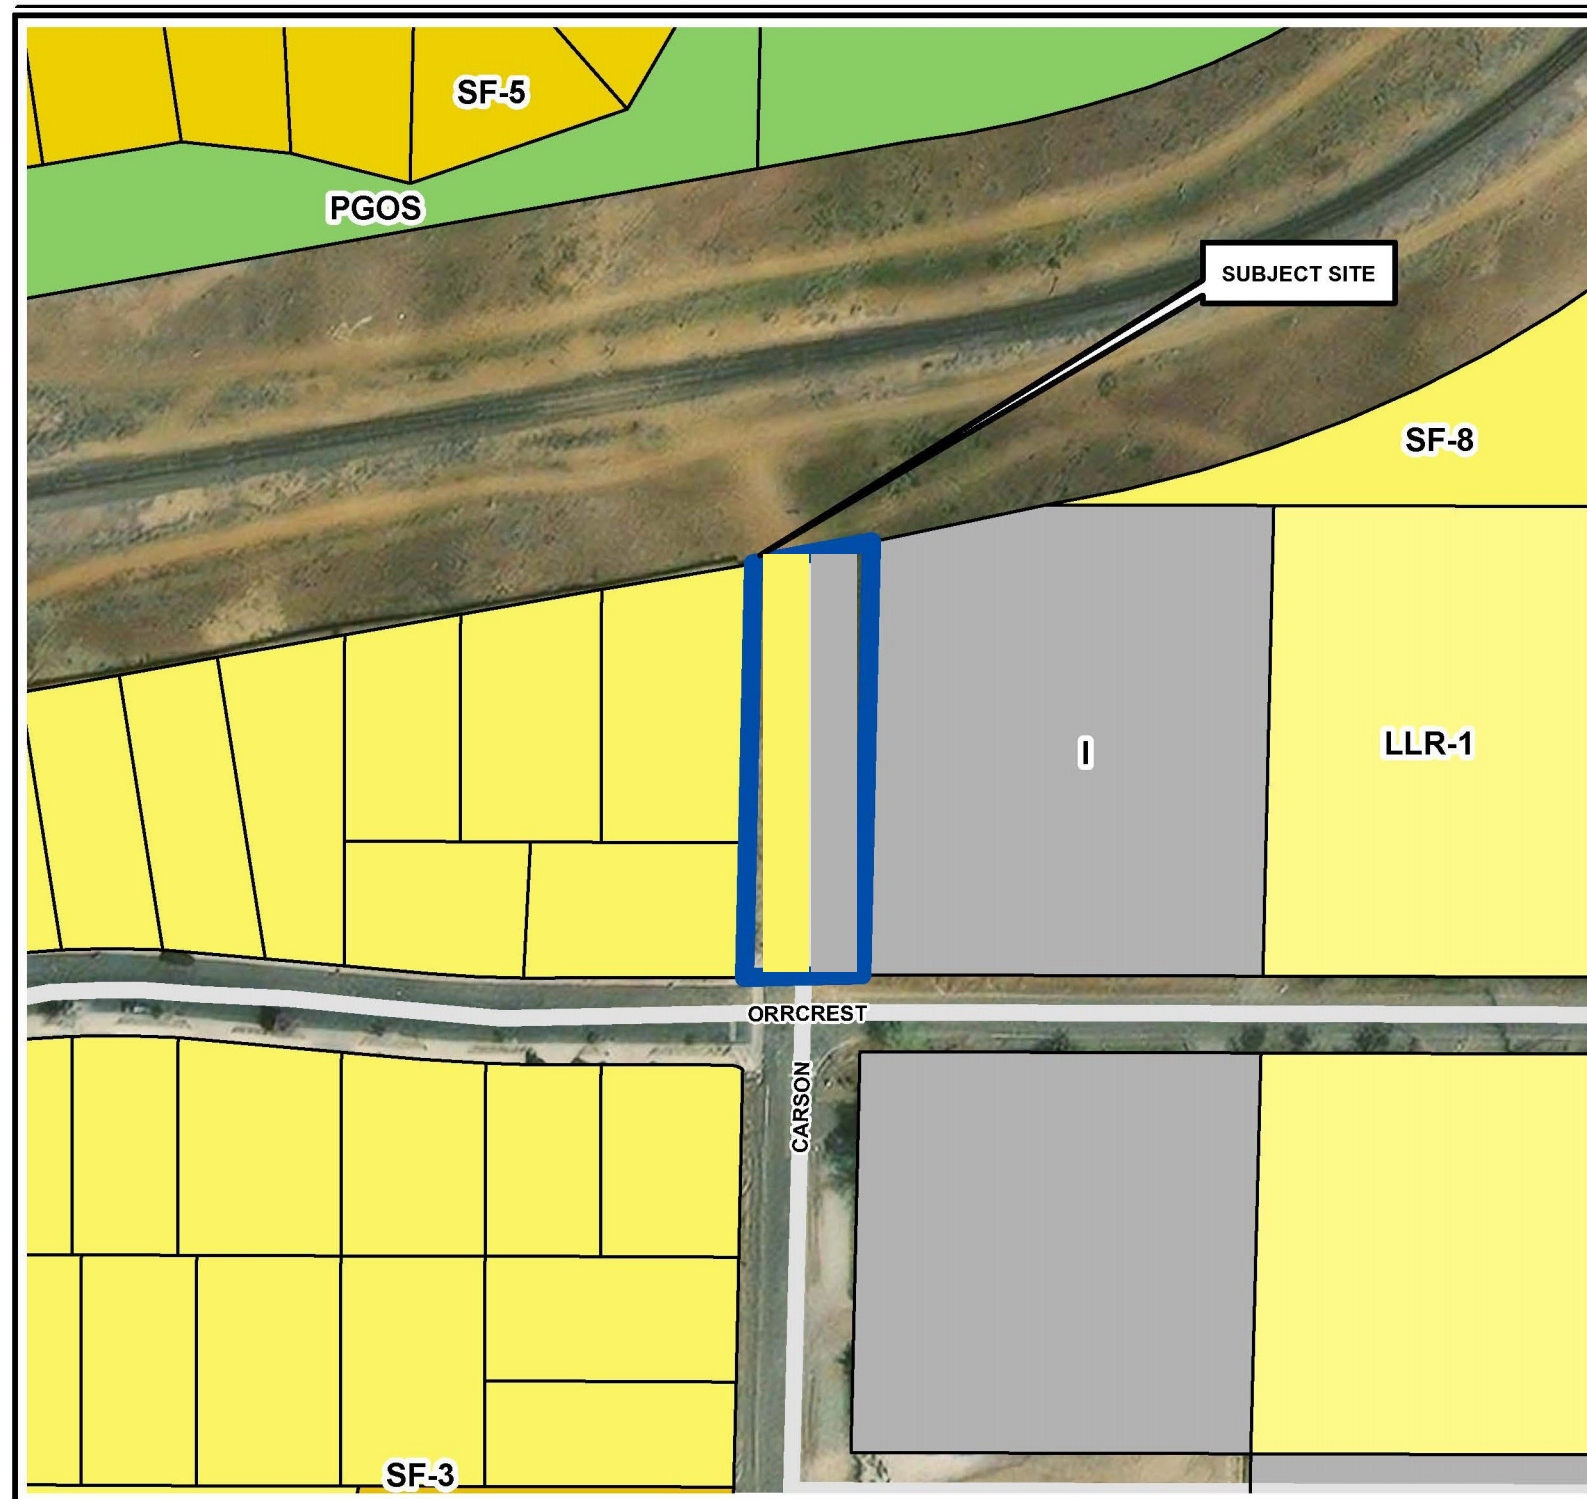 SF-5
PGOS
SUBJECT SITE
SF-8
I
LLR-1
ORRCREST
CARSON
SF-3